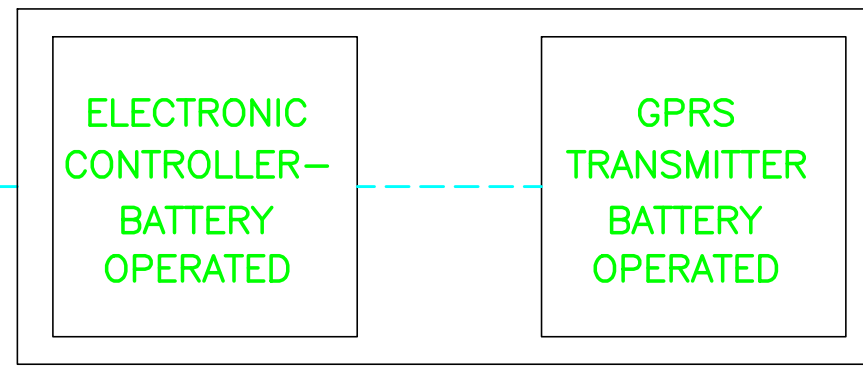 ELECTRONIC
CONTROLLER-
BATTERY
OPERATED
GPRS
TRANSMITTER
BATTERY
OPERATED